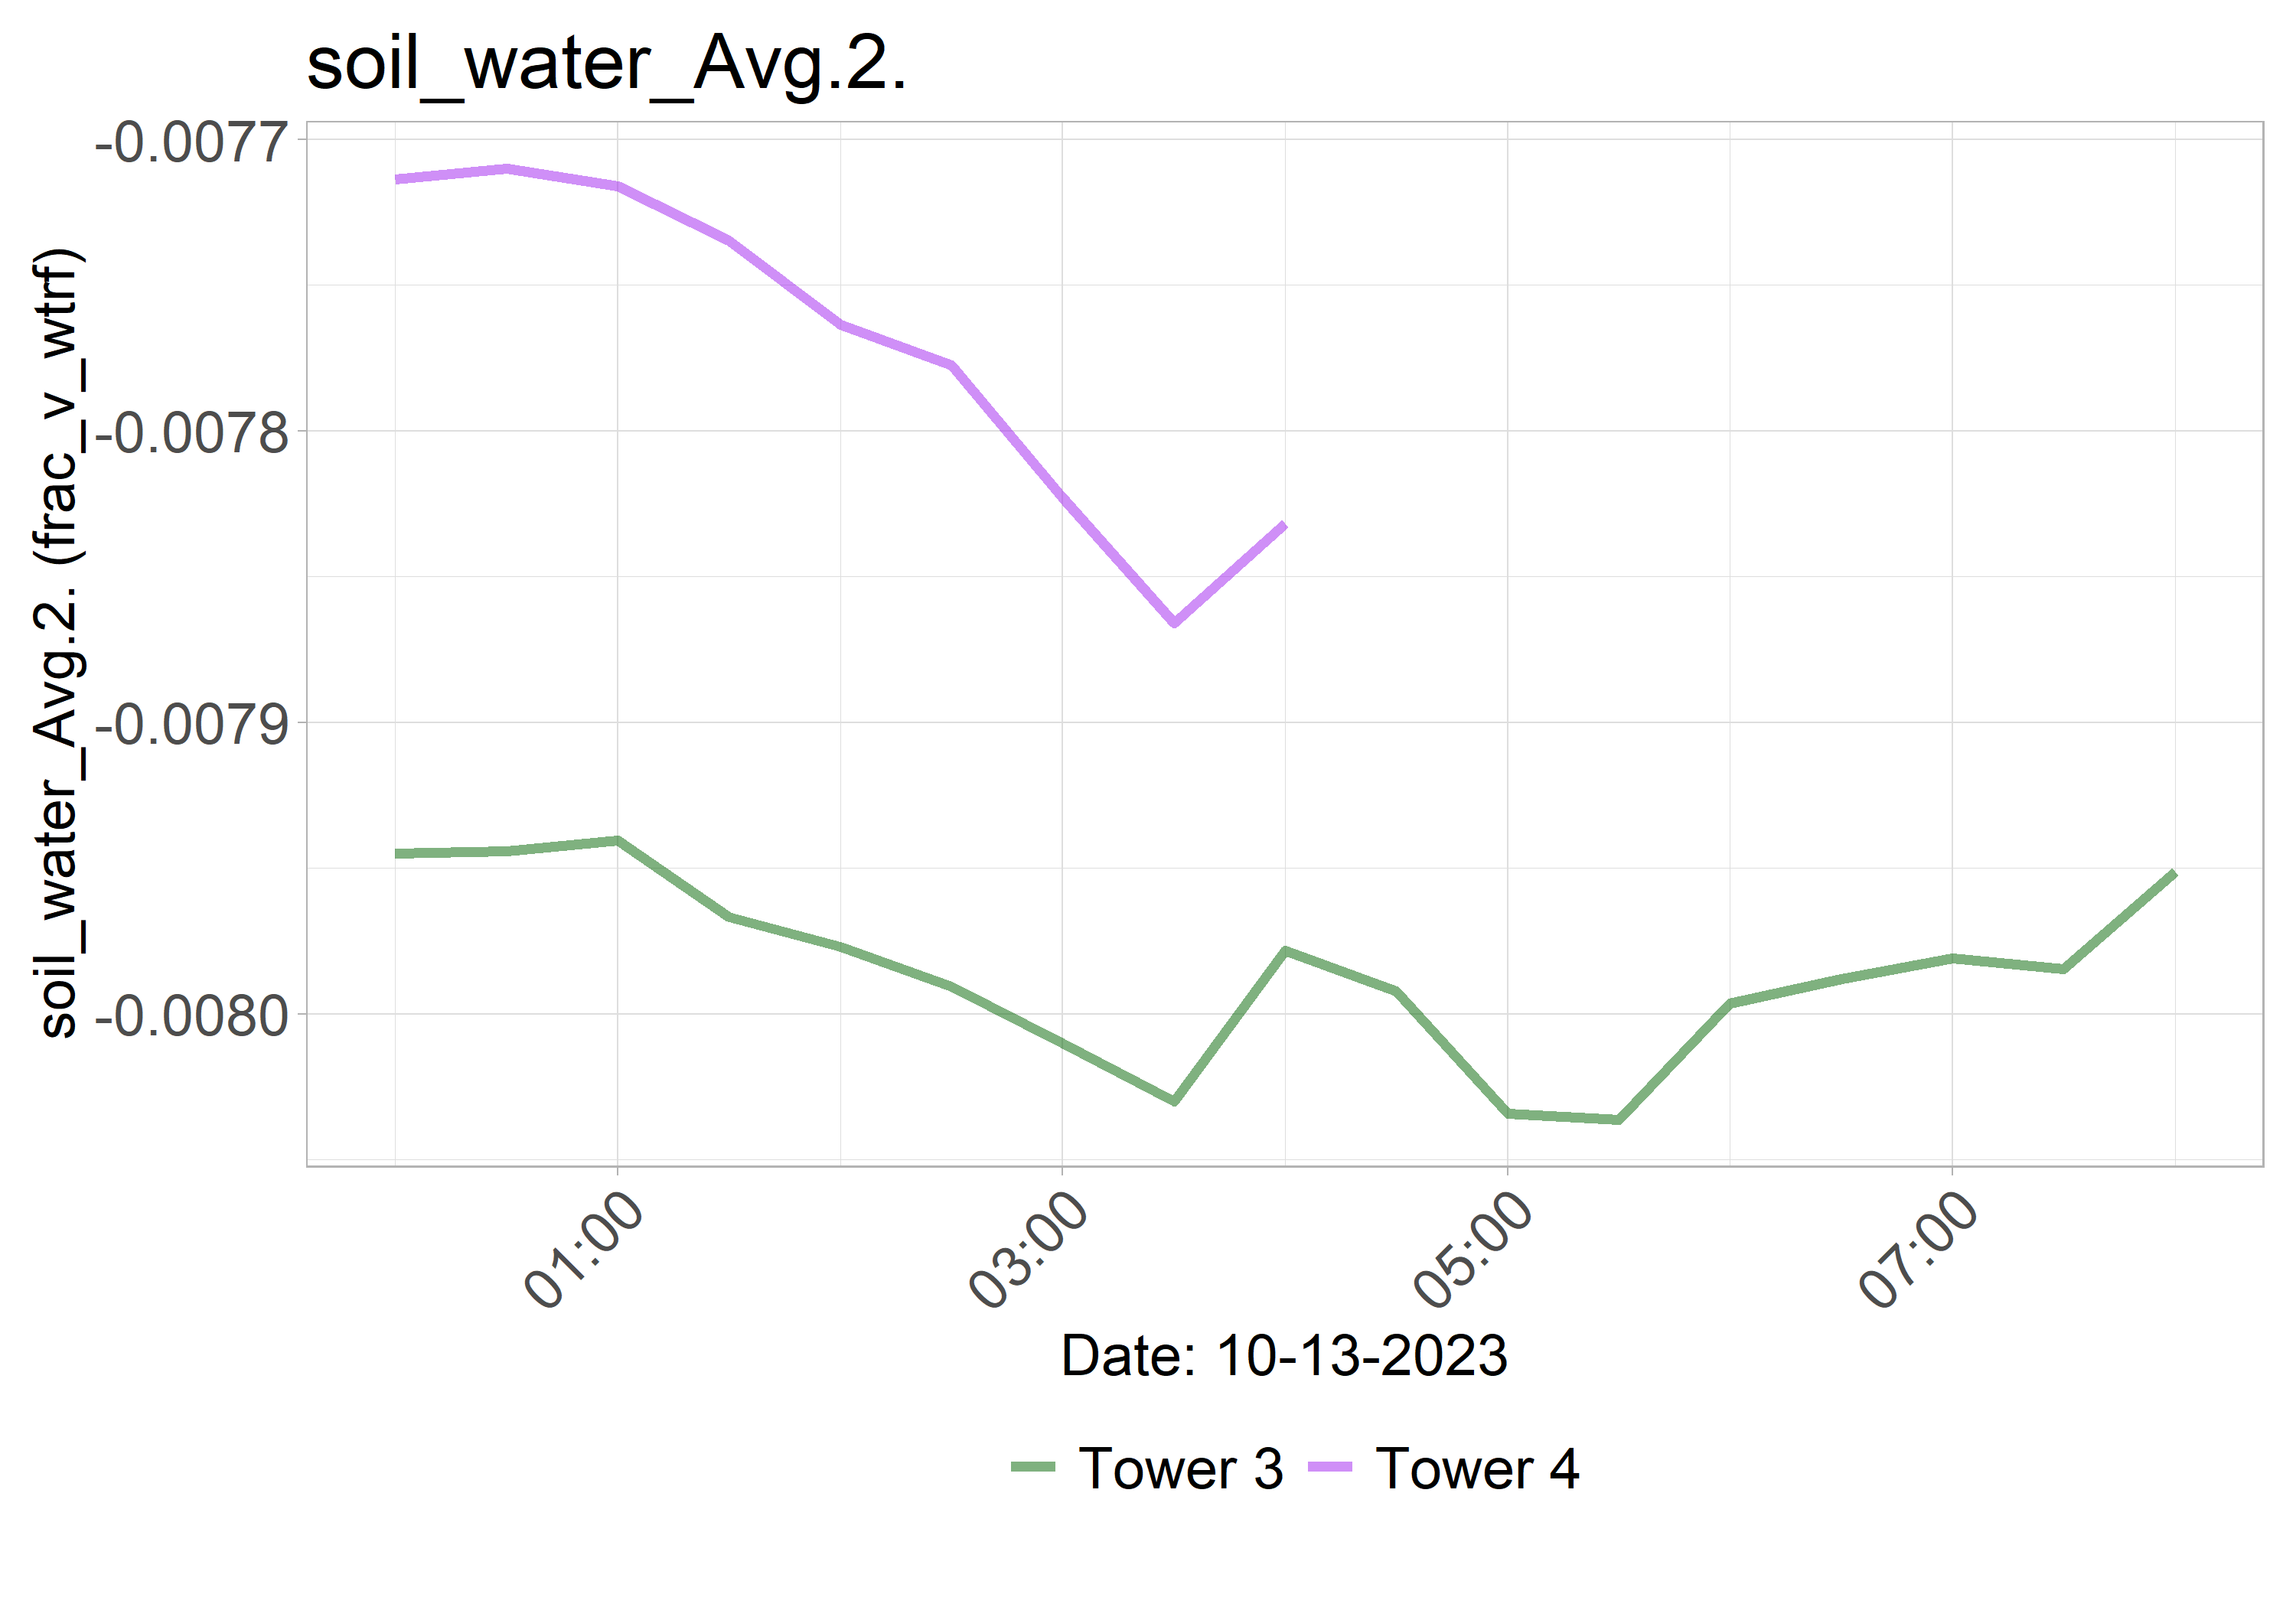 soil_water_Avg.2.
soil_water_Avg.2. (frac_v_wtrf)
-0.0077
-0.0078
-0.0079
-0.0080
01:00
03:00
05:00
07:00
Date: 10-13-2023
Tower 3
Tower 4